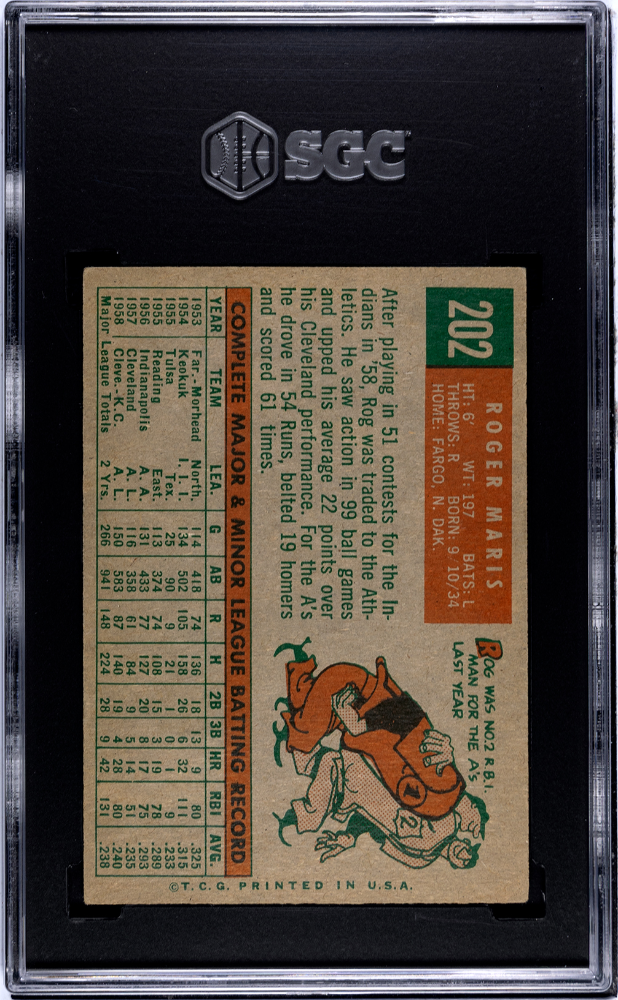 SGC
202
ROGER MARIS
HT: 6' WT: 197 BATS: L
THROWS: R BORN: 9 10/34
HOME: FARGO, N. DAK.
After playing in 51 contests for the In-
dians in '58, Rog was traded to the Ath-
letics. He saw action in 99 ball games
and upped his average 22 points over
his Cleveland performance. For the A's
he drove in 54 Runs, belted 19 homers
and scored 61 times.
ROG WAS NO.2 R.B.I.
MAN FOR THE A'S
LAST YEAR
2
COMPLETE MAJOR & MINOR LEAGUE BATTING RECORD
YEAR TEAM LEA. G AB R H 2B 3B HR RBI AVG.
1953 Far.-Morhead North. 114 418 74 136 18 13 9 80 .325
1954 Keokuk I. I. I. 134 502 105 158 26 6 32 111 .315
1955 Tulsa Tex. 25 90 9 21 1 0 1 9 .233
1955 Reading East. 113 374 74 108 15 3 19 78 .289
1956 Indianapolis A. A. 131 433 77 127 20 8 17 75 .293
1957 Cleveland A. L. 116 358 61 84 9 5 14 51 .235
1958 Cleve.-K.C. A. L. 150 583 87 140 19 4 28 80 .240
Major League Totals 2 Yrs. 266 941 148 224 28 9 42 131 .238
©T.C.G. PRINTED IN U.S.A.